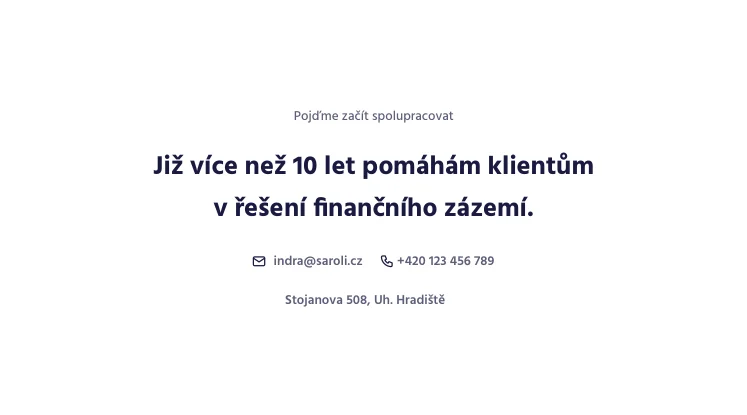 Pojďme začít spolupracovat
Již více než 10 let pomáhám klientům
v řešení finančního zázemí.
indra@saroli.cz +420 123 456 789
Stojanova 508, Uh. Hradiště